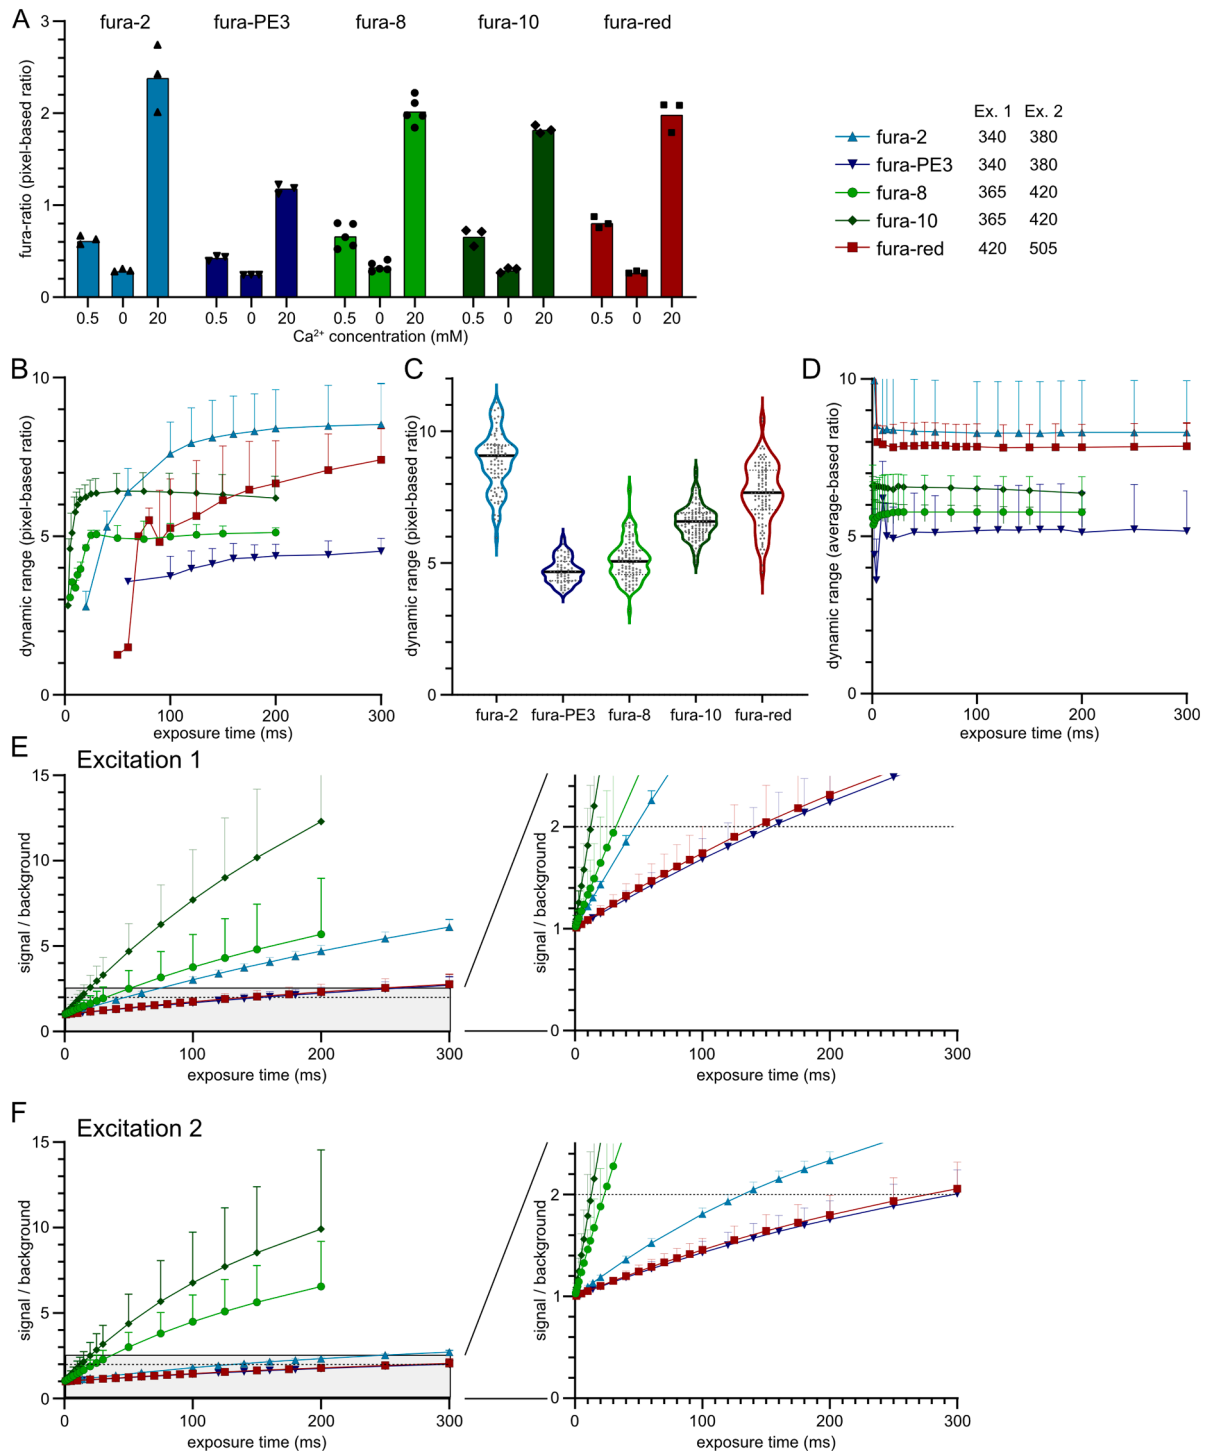 A
fura-2 fura-PE3 fura-8 fura-10 fura-red
fura-ratio (pixel-based ratio)
3
2
1
0
0.5 0 20 0.5 0 20 0.5 0 20 0.5 0 20 0.5 0 20
Ca²⁺ concentration (mM)
Ex. 1 Ex. 2
fura-2 340 380
fura-PE3 340 380
fura-8 365 420
fura-10 365 420
fura-red 420 505
B
dynamic range (pixel-based ratio)
10
5
0
0 100 200 300
exposure time (ms)
C
dynamic range (pixel-based ratio)
10
5
0
fura-2 fura-PE3 fura-8 fura-10 fura-red
D
dynamic range (average-based ratio)
10
5
0
0 100 200 300
exposure time (ms)
E
Excitation 1
signal / background
15
10
5
0
0 100 200 300
exposure time (ms)
signal / background
2
1
0
0 100 200 300
exposure time (ms)
F
Excitation 2
signal / background
15
10
5
0
0 100 200 300
exposure time (ms)
signal / background
2
1
0
0 100 200 300
exposure time (ms)